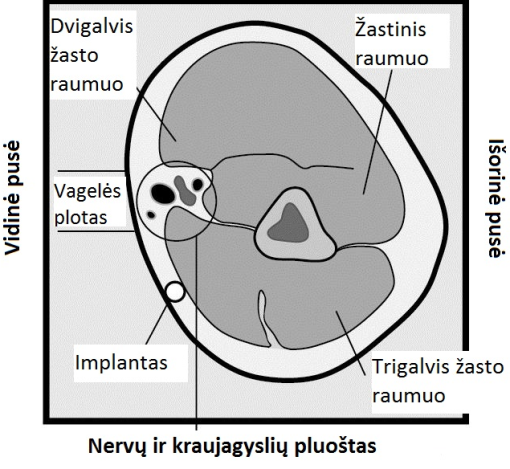 Dvigalvis
žasto
raumuo
Žastinis
raumuo
Vidinė pusė
Vagelės
plotas
Išorinė pusė
Implantas
Trigalvis žasto
raumuo
Nervų ir kraujagyslių pluoštas